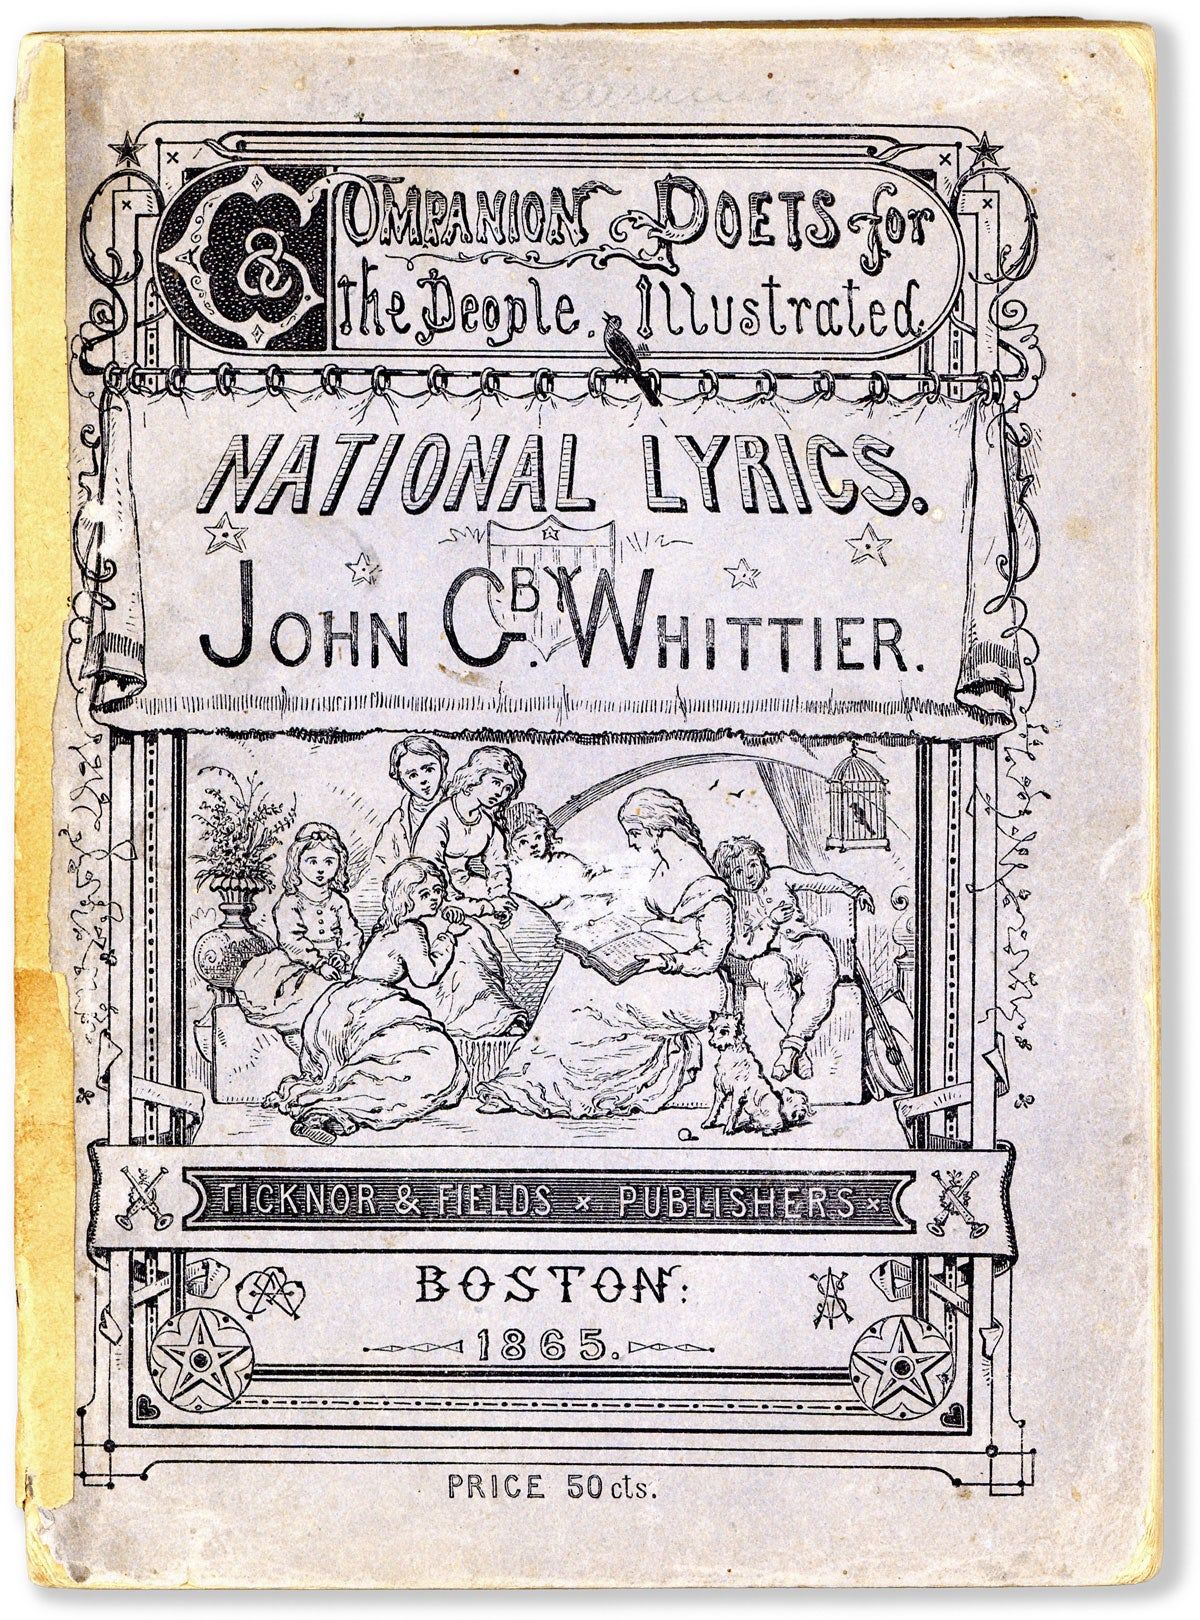 COMPANION POETS for
the People. Illustrated.
NATIONAL LYRICS.
BY
JOHN G. WHITTIER.
TICKNOR & FIELDS × PUBLISHERS ×
BOSTON:
1865.
PRICE 50 cts.